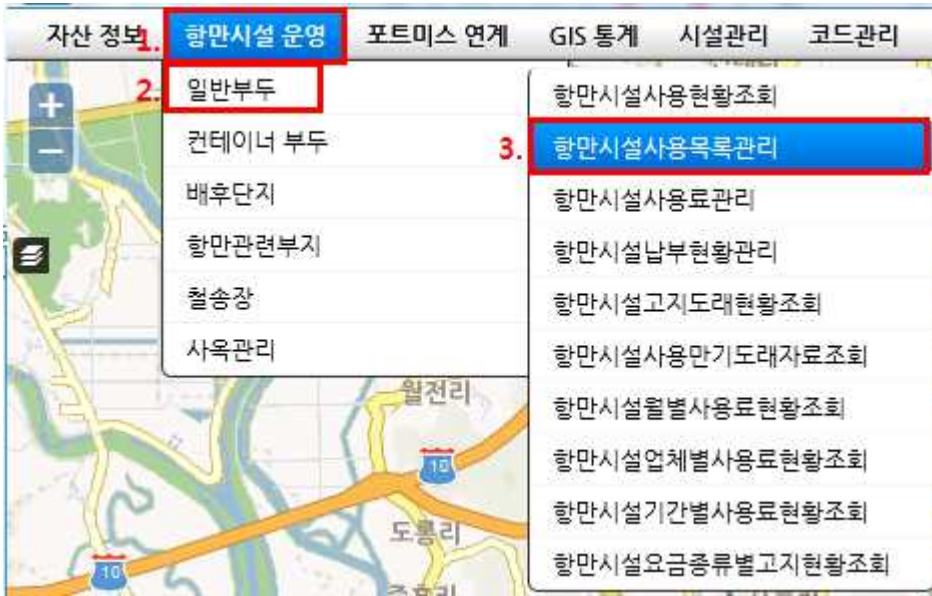 자산 정보 1. 항만시설 운영 포트미스 연계 GIS 통계 시설관리 코드관리
2. 일반부두
컨테이너 부두
배후단지
항만관련부지
철송장
사옥관리
항만시설사용현황조회
3. 항만시설사용목록관리
항만시설사용료관리
항만시설납부현황관리
항만시설고지도래현황조회
항만시설사용만기도래자료조회
항만시설월별사용료현황조회
항만시설업체별사용료현황조회
항만시설기간별사용료현황조회
항만시설요금종류별고지현황조회
+
−
월전리
10
도롱리
10